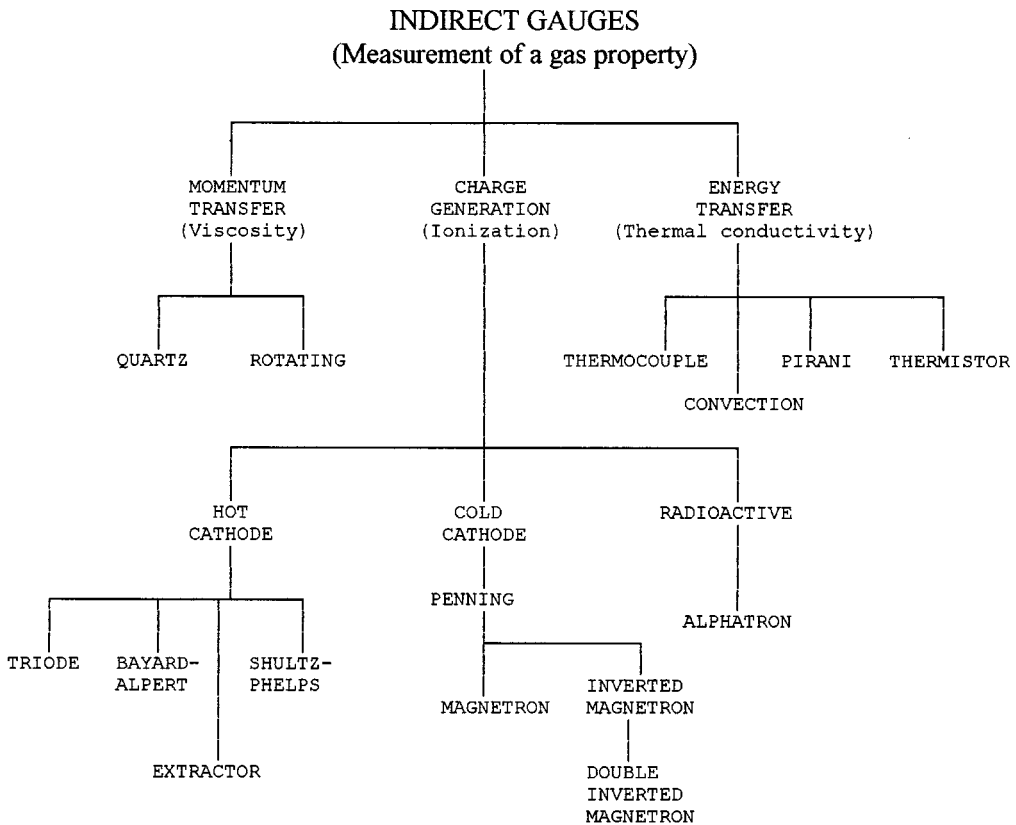 INDIRECT GAUGES
(Measurement of a gas property)
MOMENTUM
TRANSFER
(Viscosity)
CHARGE
GENERATION
(Ionization)
ENERGY
TRANSFER
(Thermal conductivity)
QUARTZ
ROTATING
THERMOCOUPLE
PIRANI
THERMISTOR
CONVECTION
HOT
CATHODE
COLD
CATHODE
RADIOACTIVE
PENNING
ALPHATRON
TRIODE
BAYARD-
ALPERT
SHULTZ-
PHELPS
EXTRACTOR
MAGNETRON
INVERTED
MAGNETRON
DOUBLE
INVERTED
MAGNETRON